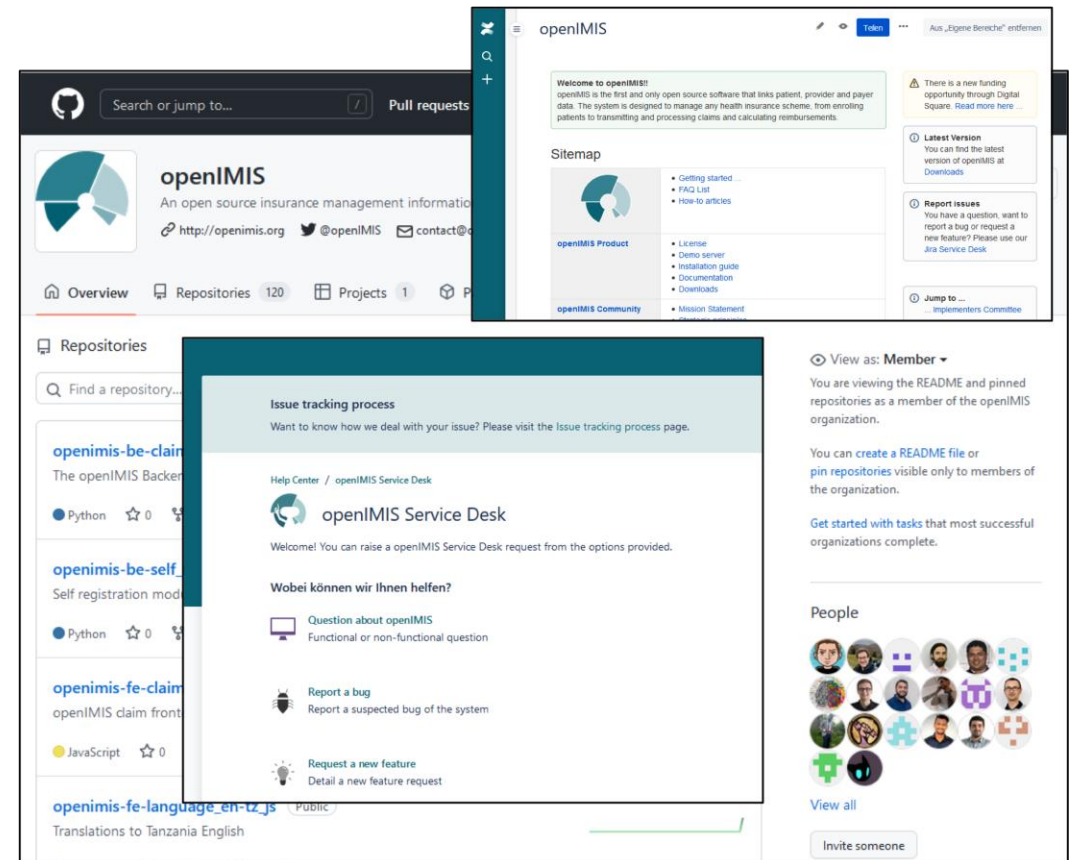 openIMIS
Teilen
Aus „Eigene Bereiche" entfernen
Welcome to openIMIS!!
openIMIS is the first and only open source software that links patient, provider and payer
data. The system is designed to manage any health insurance scheme, from enrolling
patients to transmitting and processing claims and calculating reimbursements.
There is a new funding
opportunity through Digital
Square. Read more here ...
Sitemap
Getting started ...
FAQ List
How-to articles
Latest Version
You can find the latest
version of openIMIS at
Downloads
openIMIS Product
License
Demo server
Installation guide
Documentation
Downloads
Report issues
You have a question, want to
report a bug or request a
new feature? Please use our
Jira Service Desk
openIMIS Community
Mission Statement
Jump to ...
... Implementers Committee
Search or jump to...
/
Pull requests
openIMIS
An open source insurance management informatio
http://openimis.org @openIMIS contact@
Overview Repositories 120 Projects 1 P
Repositories
Find a repository...
openimis-be-clai
The openIMIS Backe
Python 0
openimis-be-self_
Self registration mod
Python 0
openimis-fe-claim
openIMIS claim front
JavaScript 0
openimis-fe-language_en-tz_js Public
Translations to Tanzania English
Issue tracking process
Want to know how we deal with your issue? Please visit the Issue tracking process page.
Help Center / openIMIS Service Desk
openIMIS Service Desk
Welcome! You can raise a openIMIS Service Desk request from the options provided.
Wobei können wir Ihnen helfen?
Question about openIMIS
Functional or non-functional question
Report a bug
Report a suspected bug of the system
Request a new feature
Detail a new feature request
View as: Member
You are viewing the README and pinned
repositories as a member of the openIMIS
organization.
You can create a README file or
pin repositories visible only to members of
the organization.
Get started with tasks that most successful
organizations complete.
People
View all
Invite someone